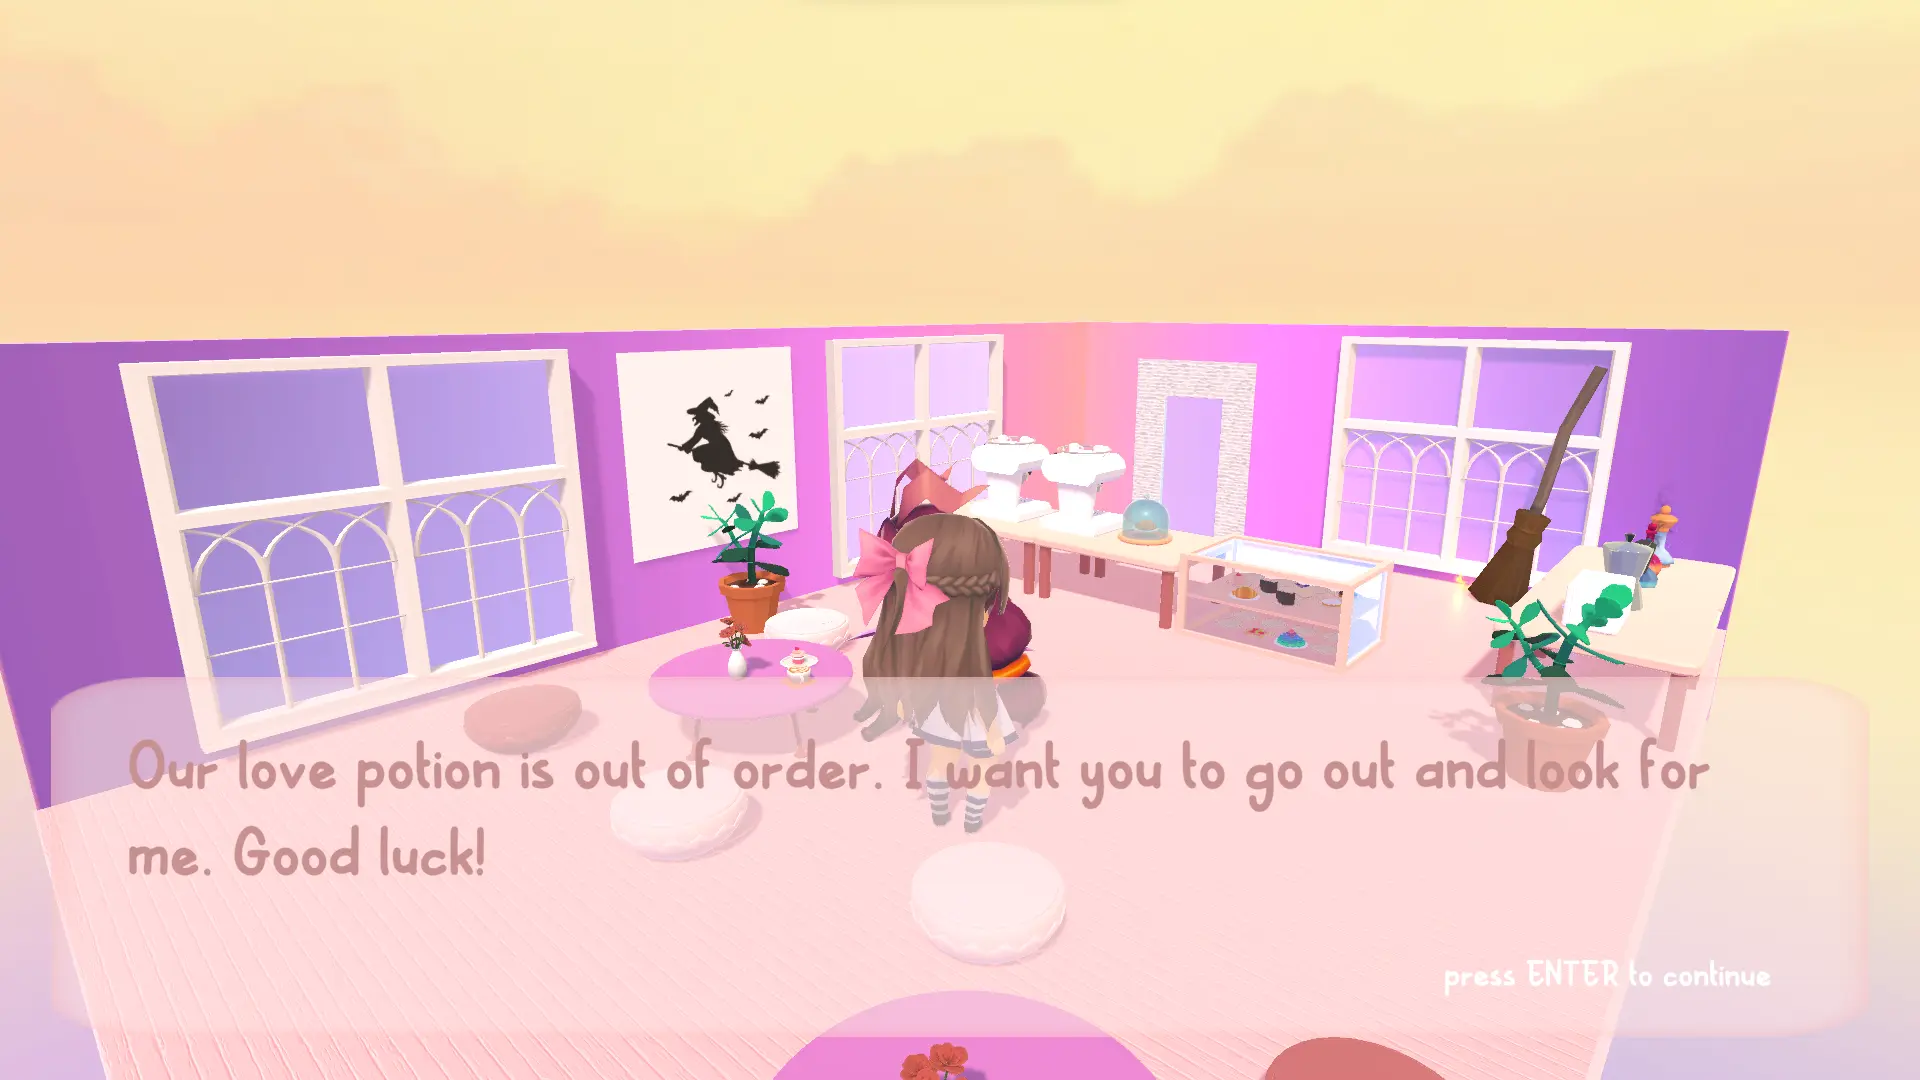 Our love potion is out of order. I want you to go out and look for
me. Good luck!
press ENTER to continue